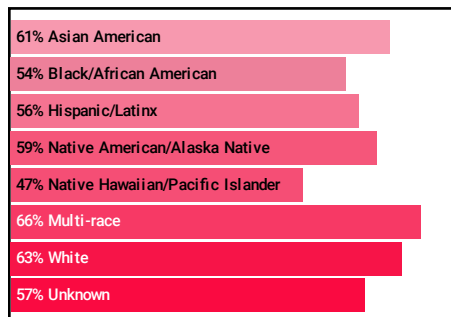 61% Asian American
54% Black/African American
56% Hispanic/Latinx
59% Native American/Alaska Native
47% Native Hawaiian/Pacific Islander
66% Multi-race
63% White
57% Unknown